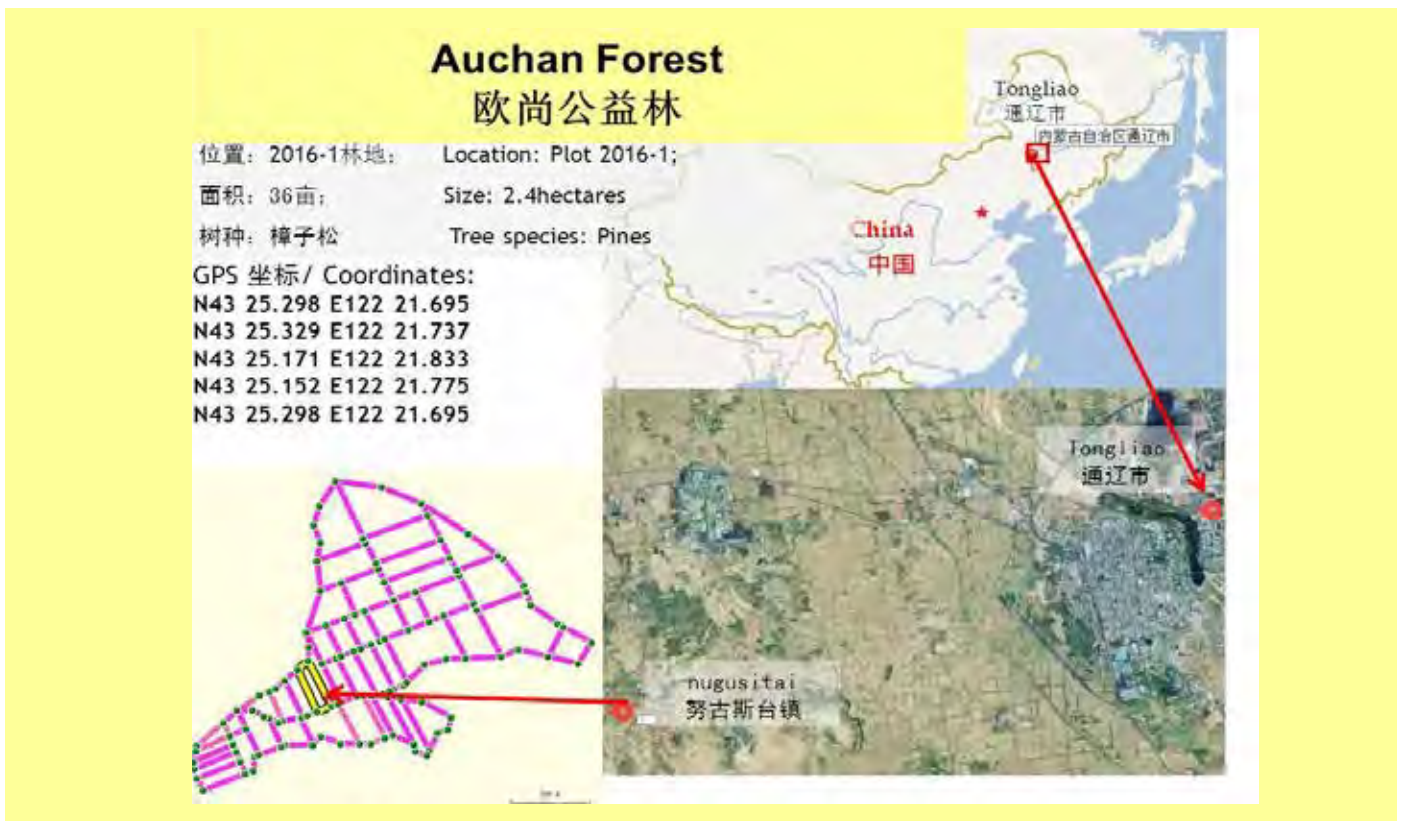 Auchan Forest
欧尚公益林
位置: 2016-1林地; Location: Plot 2016-1;
面积: 36亩; Size: 2.4hectares
树种: 樟子松 Tree species: Pines
GPS 坐标/ Coordinates:
N43 25.298 E122 21.695
N43 25.329 E122 21.737
N43 25.171 E122 21.833
N43 25.152 E122 21.775
N43 25.298 E122 21.695
Tongliao
通辽市
内蒙古自治区通辽市
China
中国
Tongliao
通辽市
nugusitai
努古斯台镇